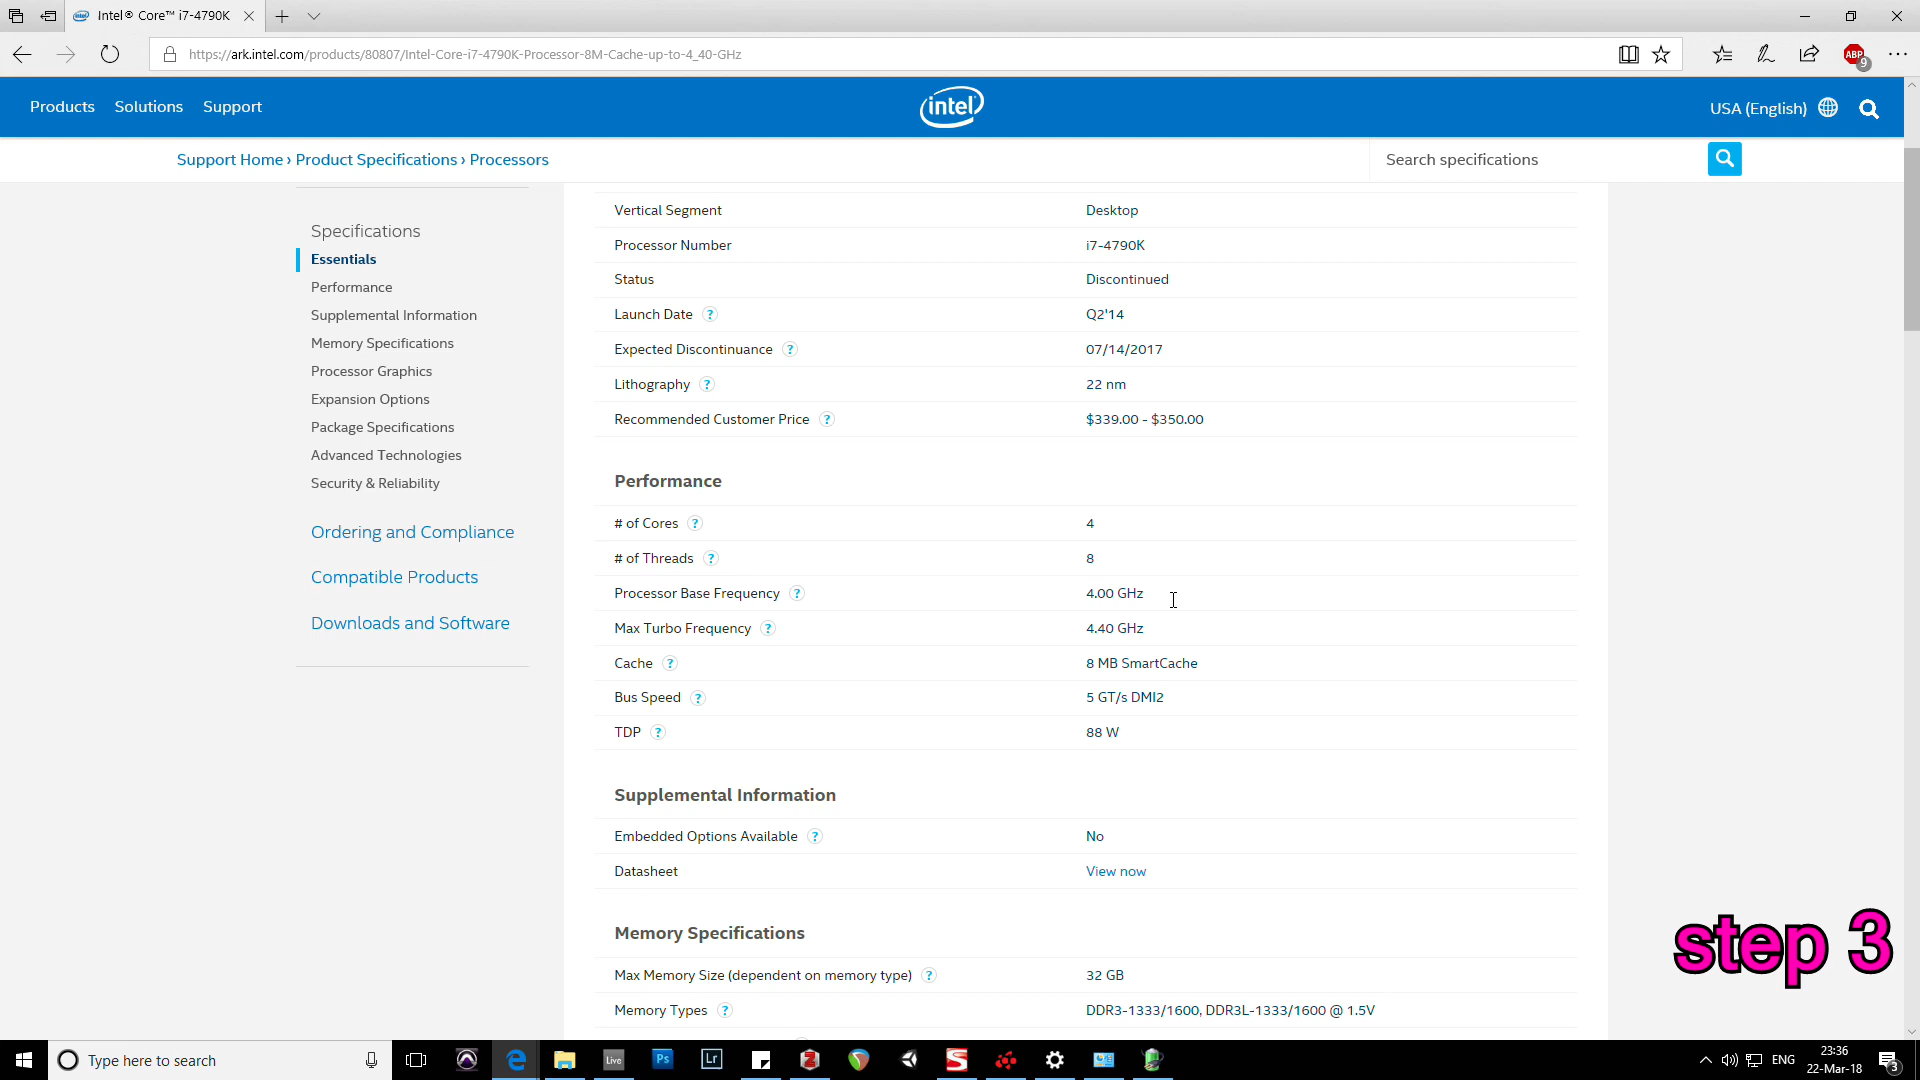 Intel® Core™ i7-4790K
https://ark.intel.com/products/80807/Intel-Core-i7-4790K-Processor-8M-Cache-up-to-4_40-GHz
ABP
9
Products Solutions Support
intel
USA (English)
Support Home › Product Specifications › Processors
Search specifications
Specifications
Essentials
Performance
Supplemental Information
Memory Specifications
Processor Graphics
Expansion Options
Package Specifications
Advanced Technologies
Security & Reliability
Ordering and Compliance
Compatible Products
Downloads and Software
Vertical Segment Desktop
Processor Number i7-4790K
Status Discontinued
Launch Date ? Q2'14
Expected Discontinuance ? 07/14/2017
Lithography ? 22 nm
Recommended Customer Price ? $339.00 - $350.00
Performance
# of Cores ? 4
# of Threads ? 8
Processor Base Frequency ? 4.00 GHz
Max Turbo Frequency ? 4.40 GHz
Cache ? 8 MB SmartCache
Bus Speed ? 5 GT/s DMI2
TDP ? 88 W
Supplemental Information
Embedded Options Available ? No
Datasheet View now
Memory Specifications
Max Memory Size (dependent on memory type) ? 32 GB
Memory Types ? DDR3-1333/1600, DDR3L-1333/1600 @ 1.5V
step 3
Type here to search
Live
Ps
Lr
ENG
23:36
22-Mar-18
3